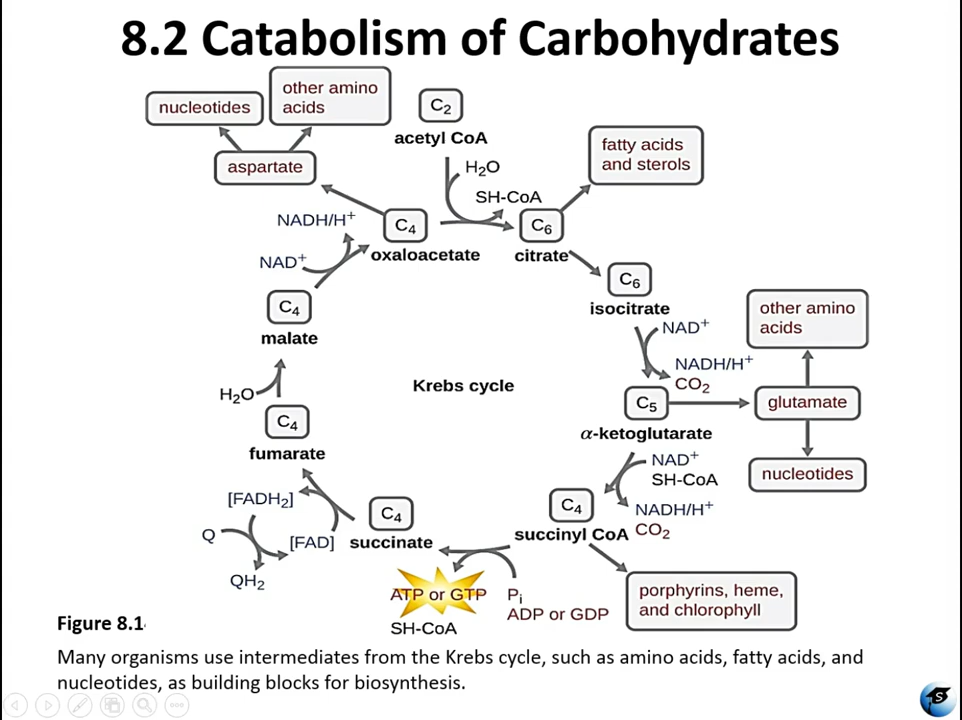 8.2 Catabolism of Carbohydrates
nucleotides
other amino
acids
C₂
acetyl CoA
aspartate
H₂O
fatty acids
and sterols
SH-CoA
NADH/H⁺
C₄
oxaloacetate
C₆
citrate
NAD⁺
C₆
isocitrate
C₄
malate
NAD⁺
other amino
acids
NADH/H⁺
CO₂
Krebs cycle
H₂O
C₅
α-ketoglutarate
glutamate
C₄
fumarate
NAD⁺
SH-CoA
nucleotides
[FADH₂]
C₄
succinate
C₄
succinyl CoA
NADH/H⁺
CO₂
Q
[FAD]
QH₂
ATP or GTP
Pᵢ
ADP or GDP
SH-CoA
porphyrins, heme,
and chlorophyll
Figure 8.1
Many organisms use intermediates from the Krebs cycle, such as amino acids, fatty acids, and
nucleotides, as building blocks for biosynthesis.
S